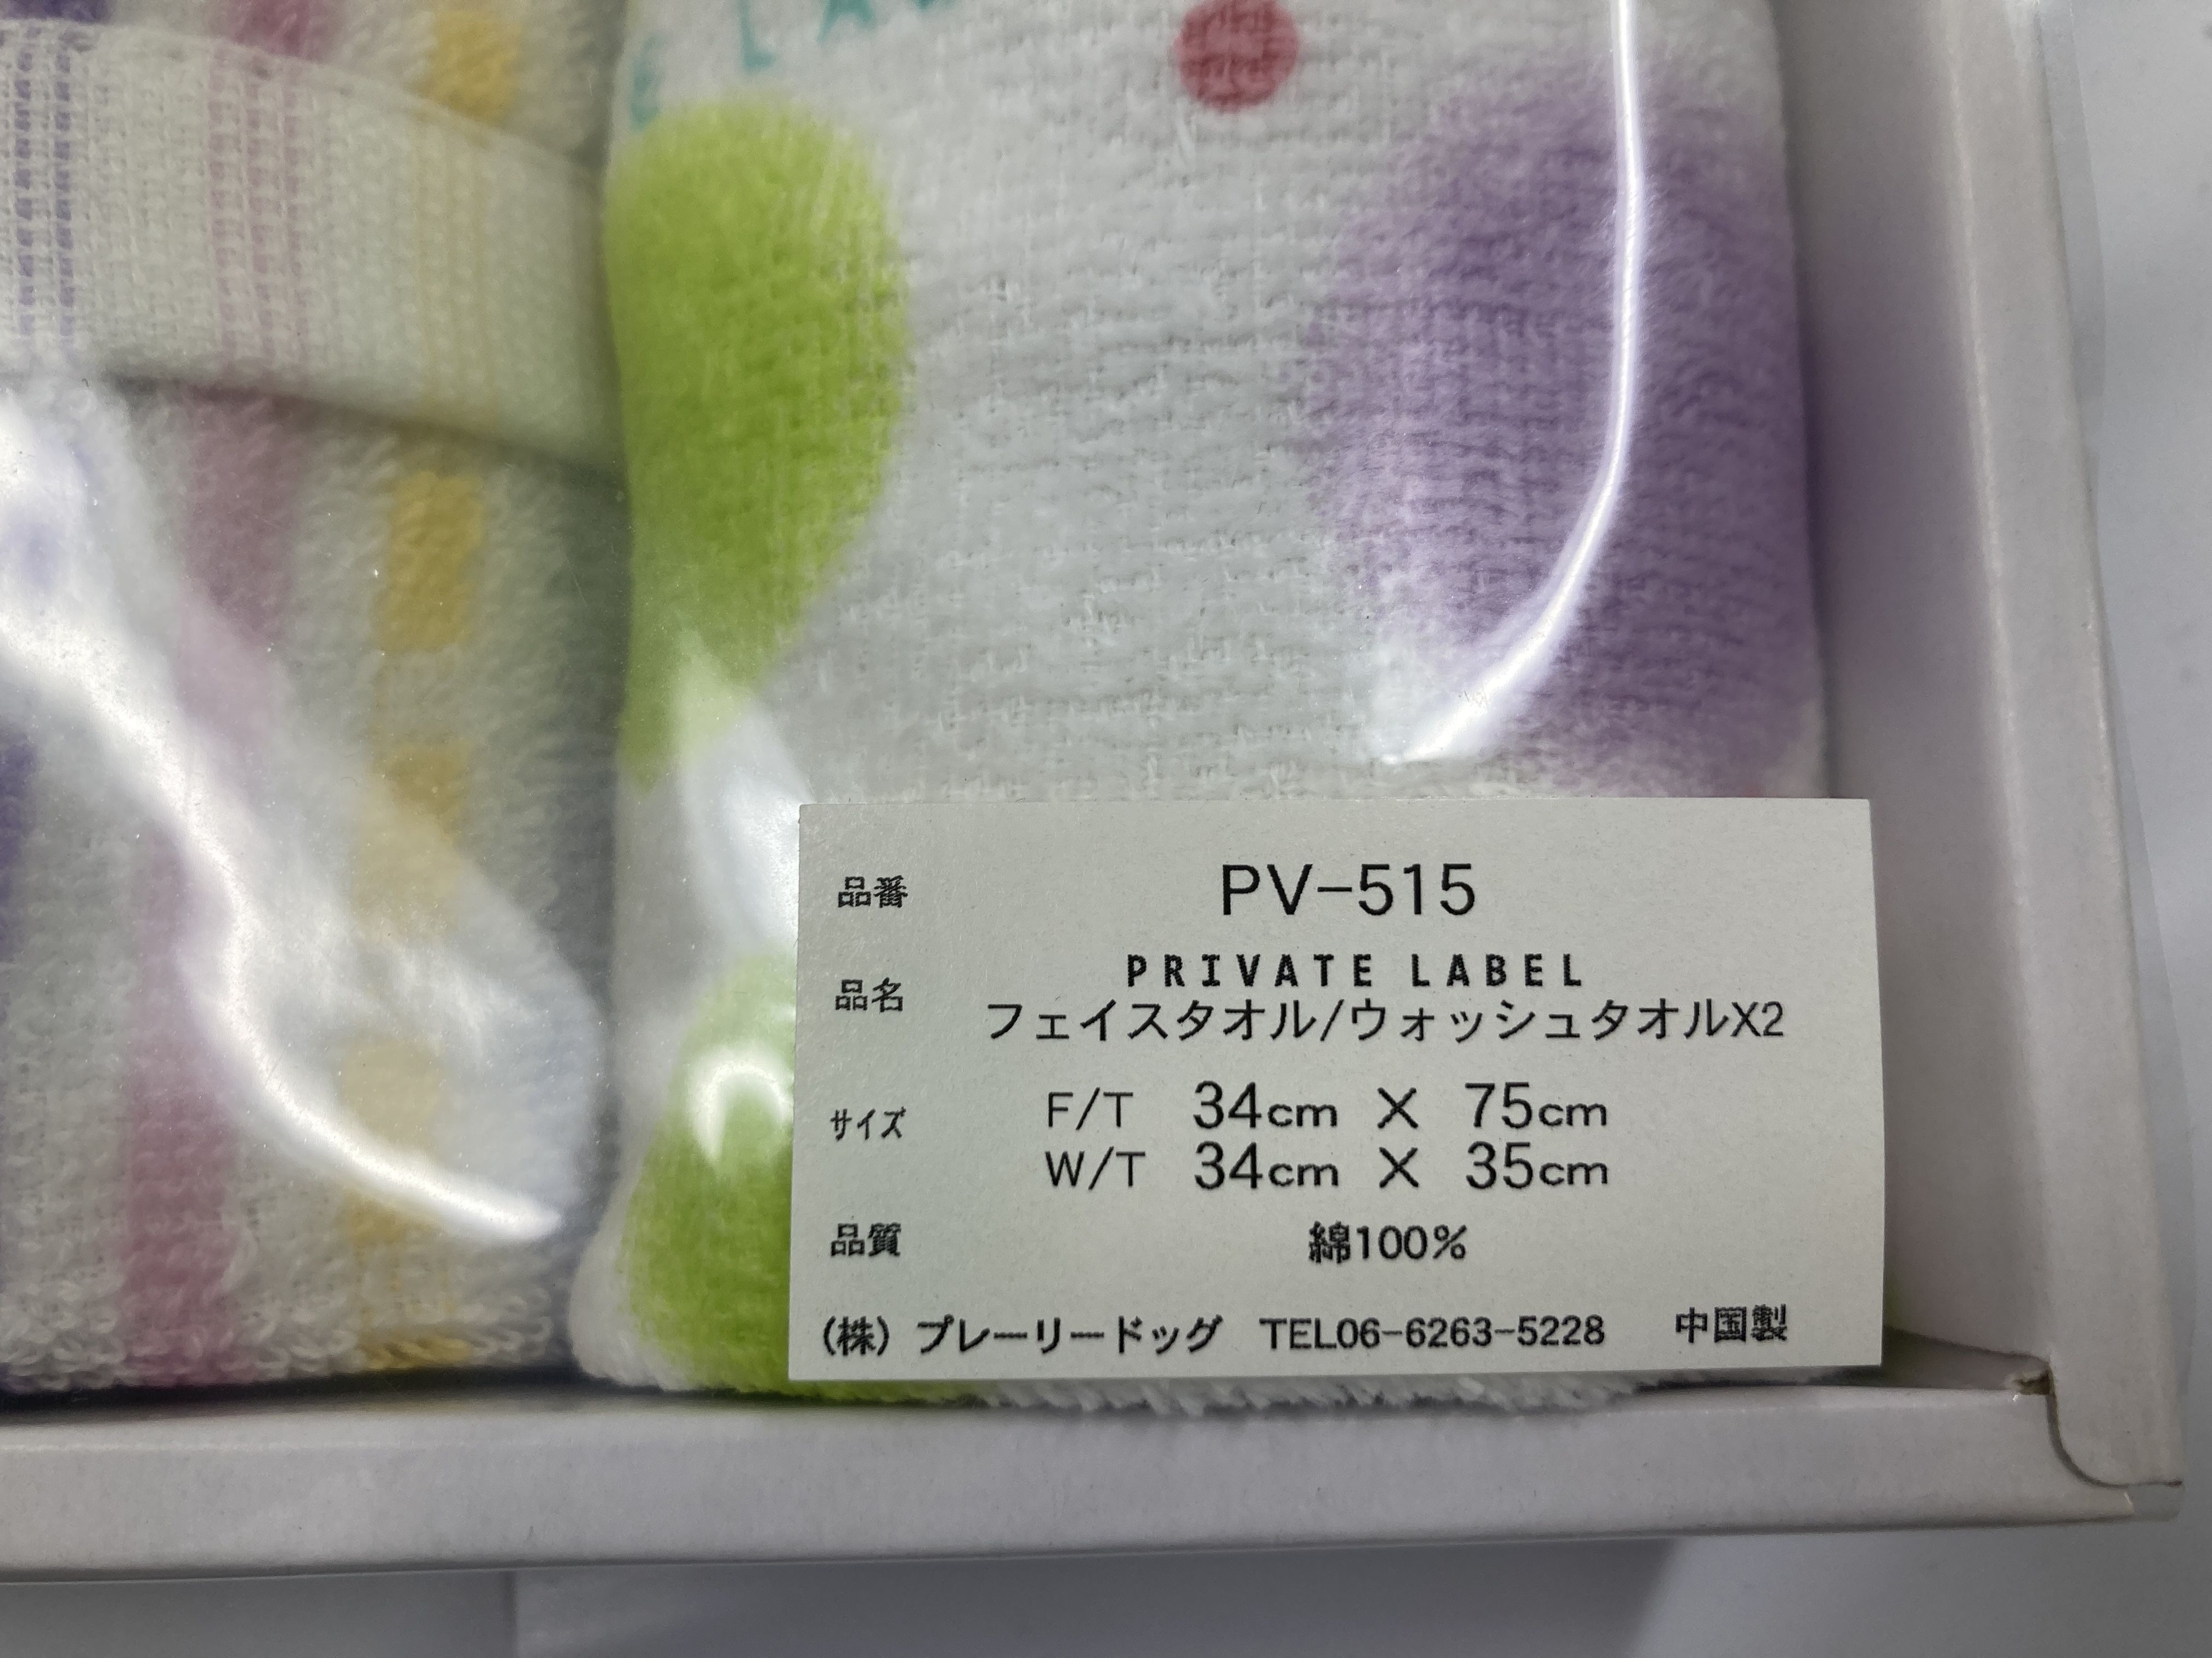 品番 PV-515
品名 PRIVATE LABEL
フェイスタオル/ウォッシュタオルX2
サイズ F/T 34cm X 75cm
W/T 34cm X 35cm
品質 綿100%
(株) プレーリードッグ TEL06-6263-5228 中国製